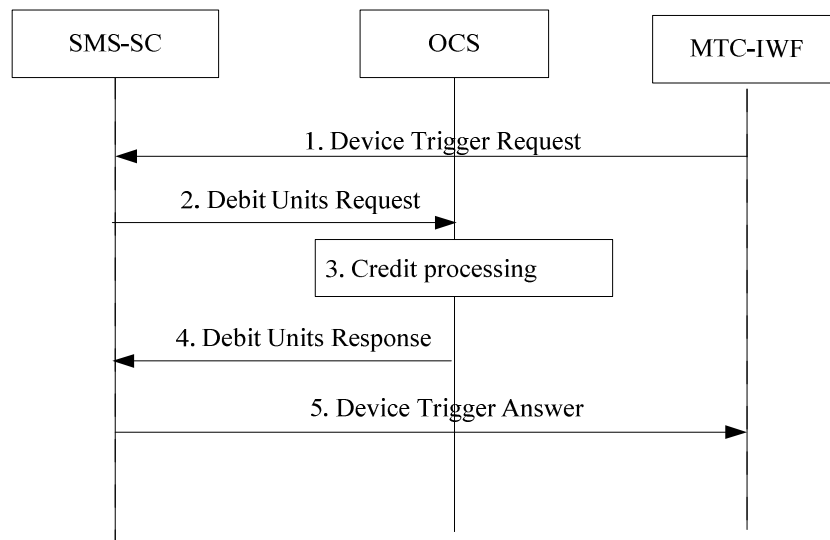 SMS-SC
OCS
MTC-IWF
1. Device Trigger Request
2. Debit Units Request
3. Credit processing
4. Debit Units Response
5. Device Trigger Answer